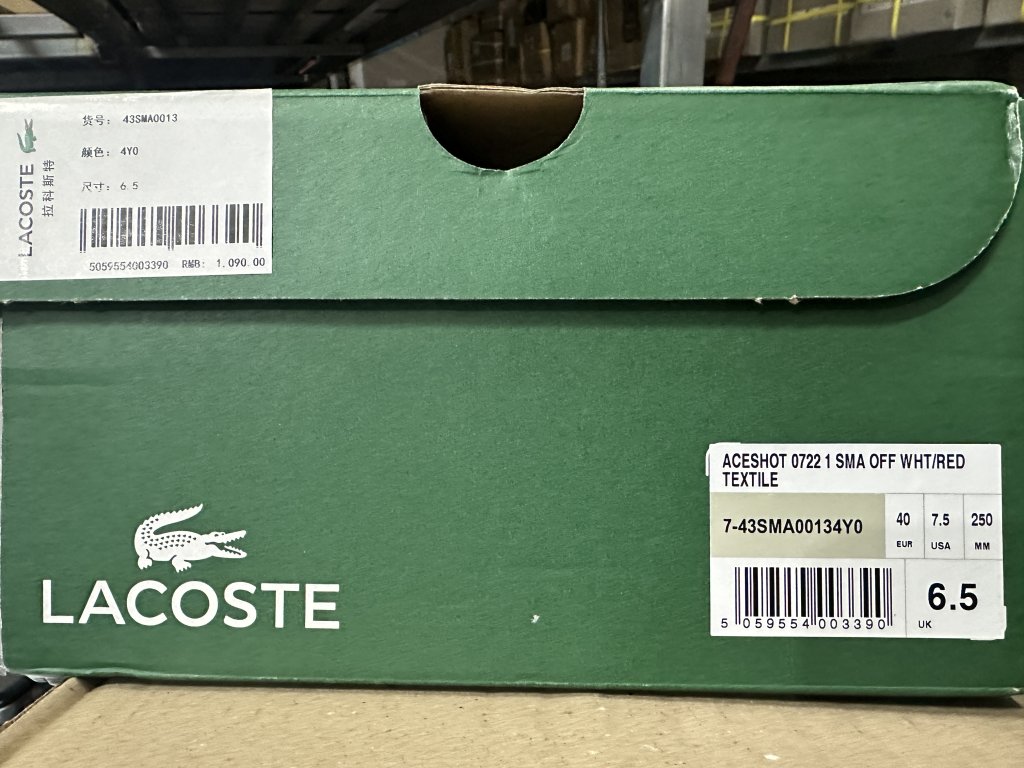 LACOSTE
拉科斯特
货号： 43SMA0013
颜色： 4Y0
尺寸： 6.5
5059554003390 RMB: 1,090.00
LACOSTE
ACESHOT 0722 1 SMA OFF WHT/RED
TEXTILE
7-43SMA00134Y0
40 7.5 250
EUR USA MM
5 059554 003390
6.5
UK